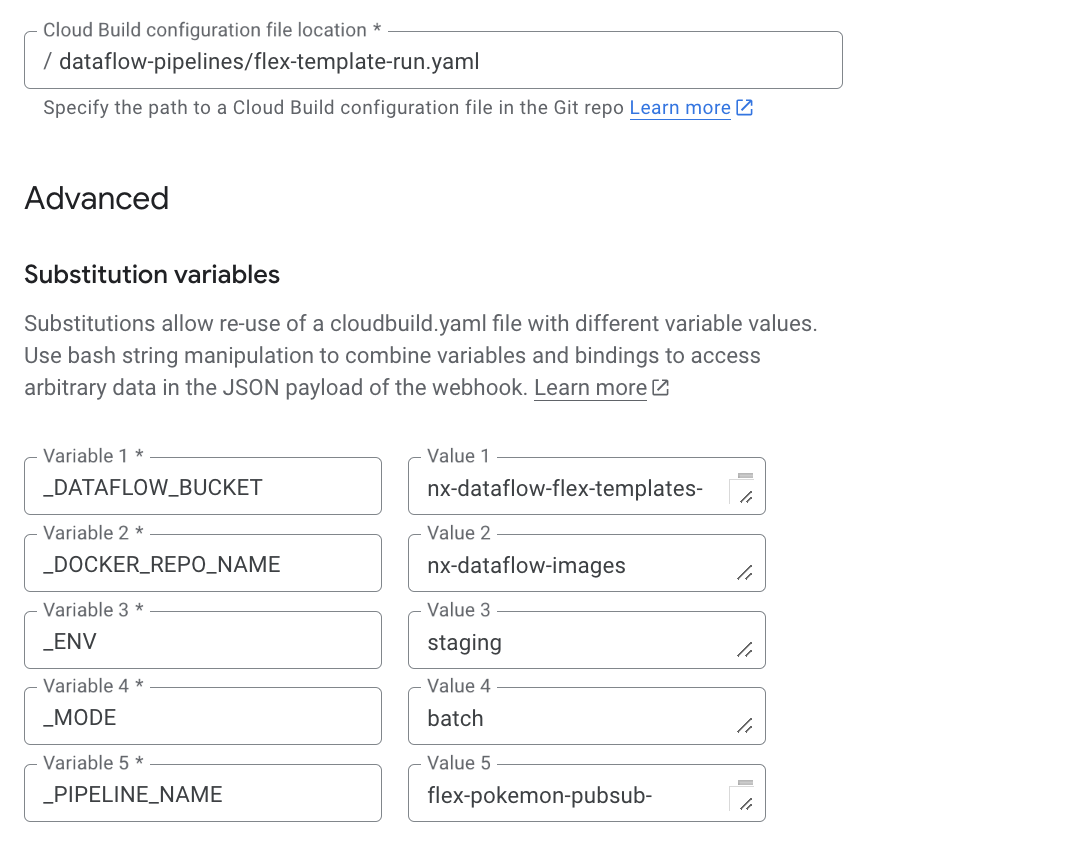 Cloud Build configuration file location *
/ dataflow-pipelines/flex-template-run.yaml
Specify the path to a Cloud Build configuration file in the Git repo Learn more
Advanced
Substitution variables
Substitutions allow re-use of a cloudbuild.yaml file with different variable values.
Use bash string manipulation to combine variables and bindings to access
arbitrary data in the JSON payload of the webhook. Learn more
Variable 1 *
_DATAFLOW_BUCKET
Value 1
nx-dataflow-flex-templates-
Variable 2 *
_DOCKER_REPO_NAME
Value 2
nx-dataflow-images
Variable 3 *
_ENV
Value 3
staging
Variable 4 *
_MODE
Value 4
batch
Variable 5 *
_PIPELINE_NAME
Value 5
flex-pokemon-pubsub-